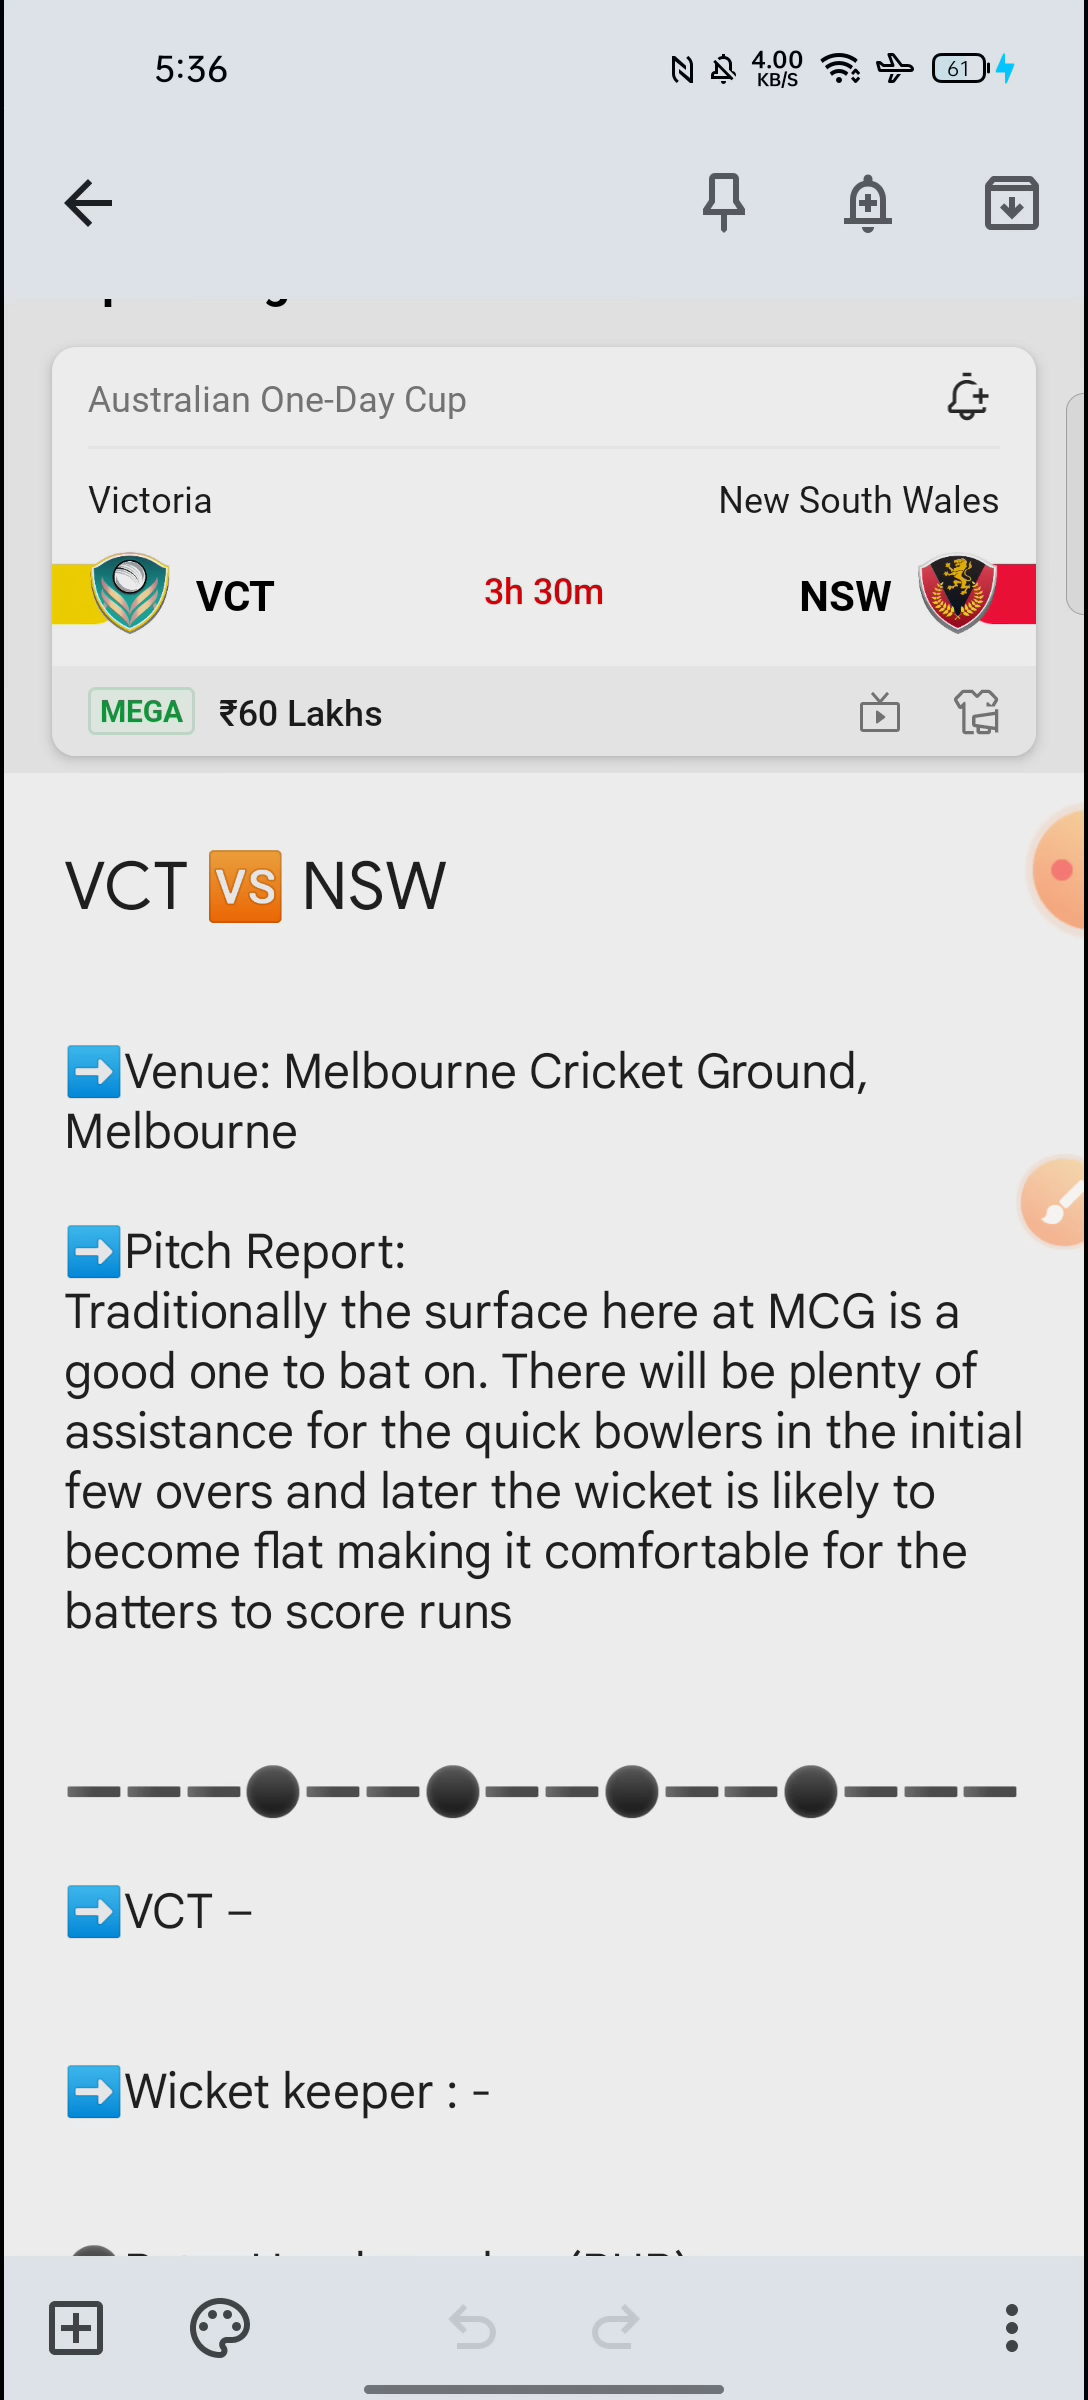 5:36
4.00
KB/S
61
Australian One-Day Cup
Victoria
New South Wales
VCT
3h 30m
NSW
MEGA
₹60 Lakhs
VCT 🆚 NSW
➡️Venue: Melbourne Cricket Ground,
Melbourne
➡️Pitch Report:
Traditionally the surface here at MCG is a
good one to bat on. There will be plenty of
assistance for the quick bowlers in the initial
few overs and later the wicket is likely to
become flat making it comfortable for the
batters to score runs
➡️VCT –
➡️Wicket keeper : -